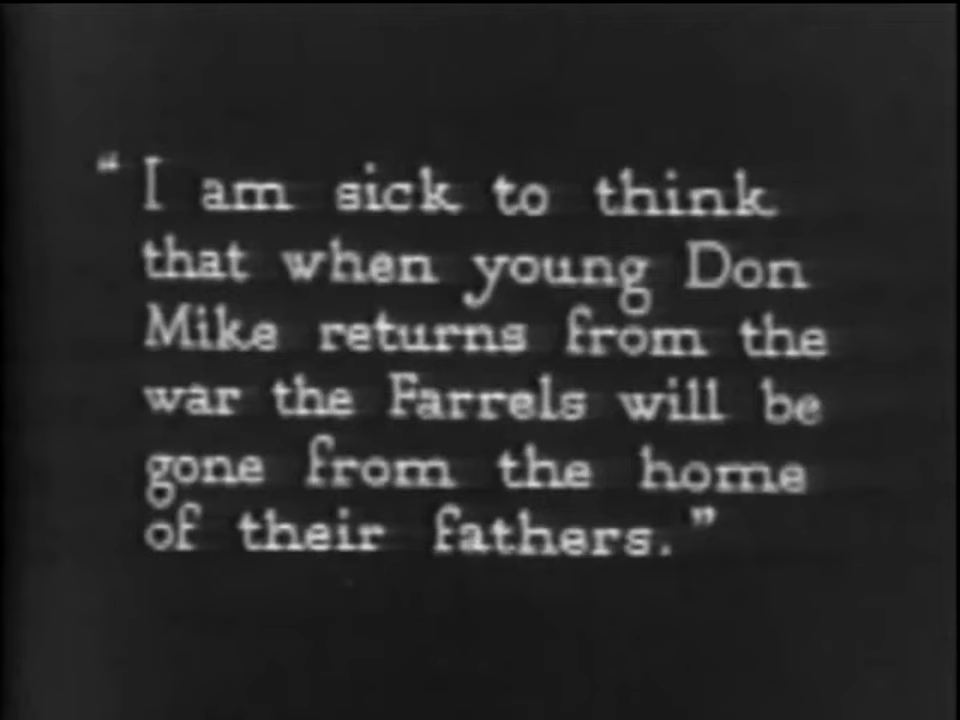 “I am sick to think
that when young Don
Mike returns from the
war the Farrels will be
gone from the home
of their fathers.”